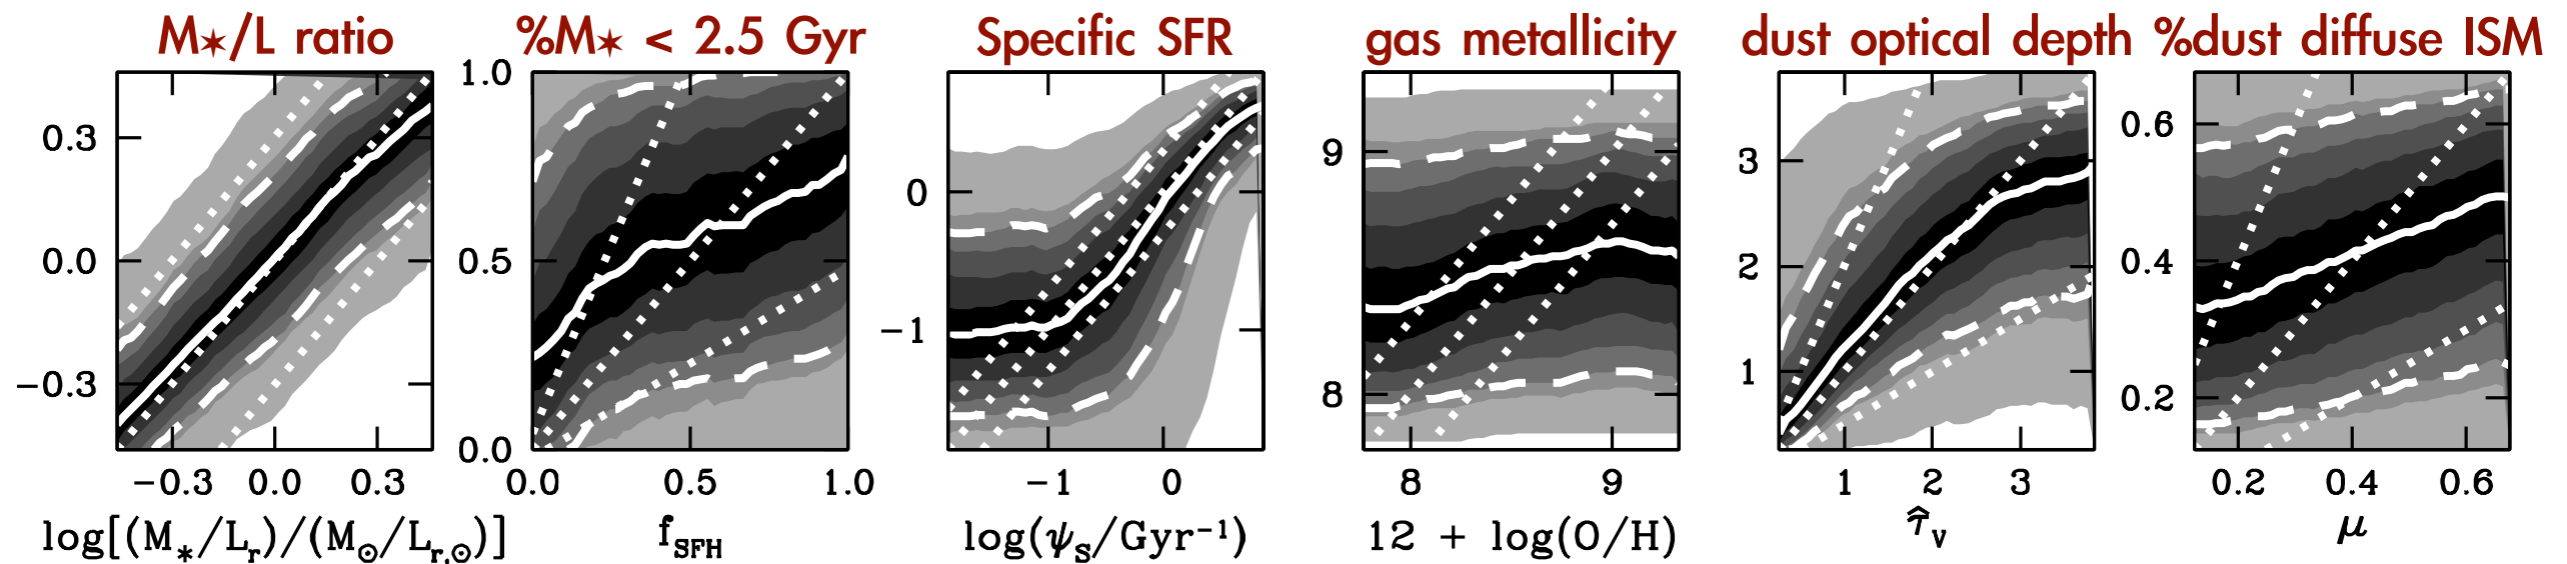 M✶/L ratio
%M✶ < 2.5 Gyr
Specific SFR
gas metallicity
dust optical depth
%dust diffuse ISM
0.3
0.0
−0.3
−0.3 0.0 0.3
log[(M*/Lr)/(M⊙/Lr,⊙)]
1.0
0.5
0.0
0.0 0.5 1.0
fSFH
0
−1
−1 0
log(ψS/Gyr⁻¹)
9
8
8 9
12 + log(O/H)
3
2
1
1 2 3
τ̂V
0.6
0.4
0.2
0.2 0.4 0.6
μ